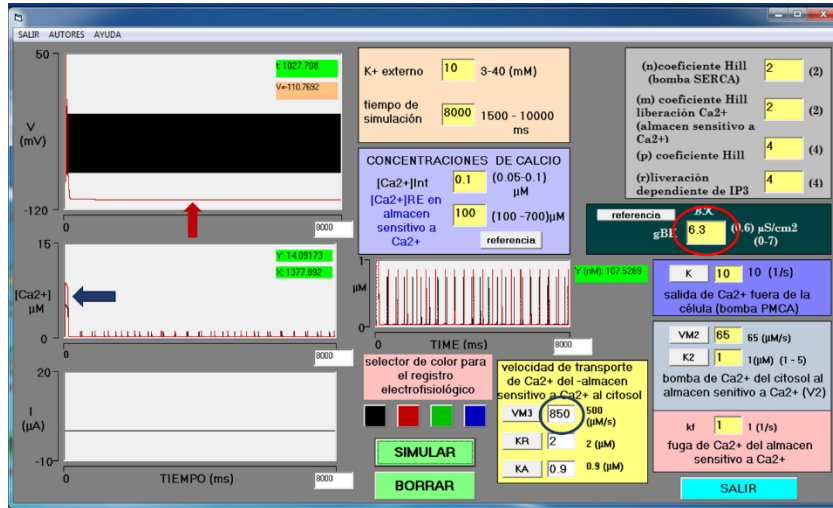 SALIR AUTORES AYUDA
50
t: 1027.708
V=-110.7692
V
(mV)
-120
0
8000
15
Y: 14.09173
X: 1377.892
[Ca2+]
µM
0
0
8000
20
I
(µA)
-10
0
TIEMPO (ms)
8000
K+ externo
10
3-40 (mM)
tiempo de
simulación
8000
1500 - 10000
ms
CONCENTRACIONES DE CALCIO
[Ca2+]Int
0.1
(0.05-0.1)
µM
[Ca2+]RE en
almacen
sensitivo a
Ca2+
100
(100 -700)µM
referencia
1
µM
0
Y (nM): 107.5269
0
TIME (ms)
8000
selector de color para
el registro
electrofisiológico
SIMULAR
BORRAR
velocidad de transporte
de Ca2+ del -almacen
sensitivo a Ca2+ al citosol
VM3
850
500
(µM/s)
KR
2
2 (µM)
KA
0.9
0.9 (µM)
(n)coeficiente Hill
(bomba SERCA)
2
(2)
(m) coeficiente Hill
liberación Ca2+
(almacen sensitivo a
Ca2+)
2
(2)
(p) coeficiente Hill
4
(4)
(r)liveración
dependiente de IP3
4
(4)
referencia
BK
gBK
6.3
(0.6) µS/cm2
(0-7)
K
10
10 (1/s)
salida de Ca2+ fuera de la
célula (bomba PMCA)
VM2
65
65 (µM/s)
K2
1
1(µM) (1 - 5)
bomba de Ca2+ del citosol al
almacen senitivo a Ca2+ (V2)
kf
1
1 (1/s)
fuga de Ca2+ del almacen
sensitivo a Ca2+
SALIR